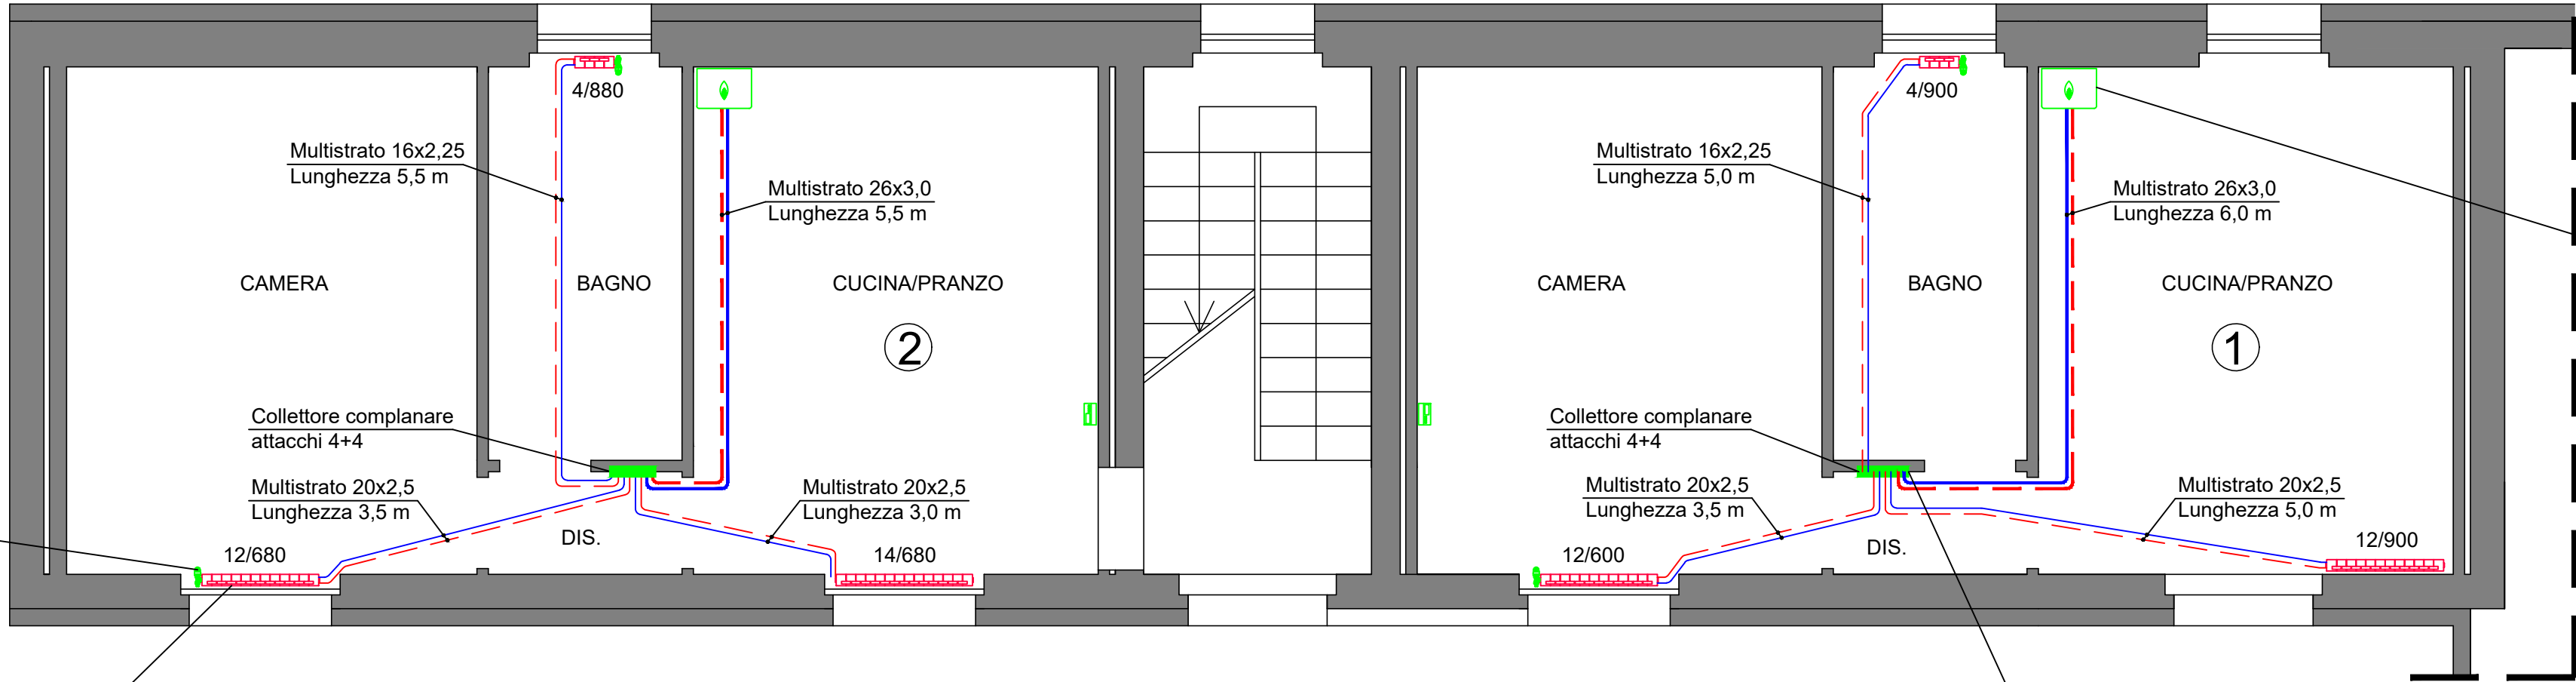 4/880
4/900
Multistrato 16x2,25
Lunghezza 5,5 m
Multistrato 26x3,0
Lunghezza 5,5 m
Multistrato 16x2,25
Lunghezza 5,0 m
Multistrato 26x3,0
Lunghezza 6,0 m
CAMERA
BAGNO
CUCINA/PRANZO
CAMERA
BAGNO
CUCINA/PRANZO
2
1
Collettore complanare
attacchi 4+4
Collettore complanare
attacchi 4+4
Multistrato 20x2,5
Lunghezza 3,5 m
Multistrato 20x2,5
Lunghezza 3,0 m
Multistrato 20x2,5
Lunghezza 3,5 m
Multistrato 20x2,5
Lunghezza 5,0 m
DIS.
DIS.
12/680
14/680
12/600
12/900